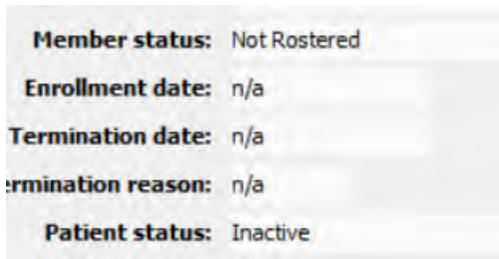 Member status: Not Rostered
Enrollment date: n/a
Termination date: n/a
ermination reason: n/a
Patient status: Inactive